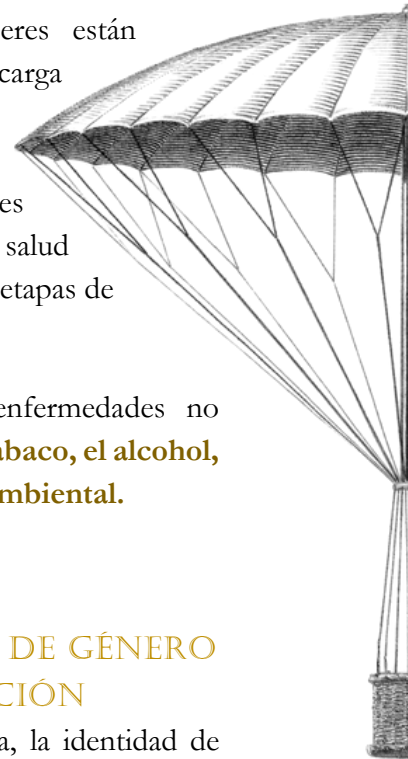 eres están
carga
es
salud
etapas de
enfermedades no
abaco, el alcohol,
mbiental.
DE GÉNERO
CIÓN
a, la identidad de